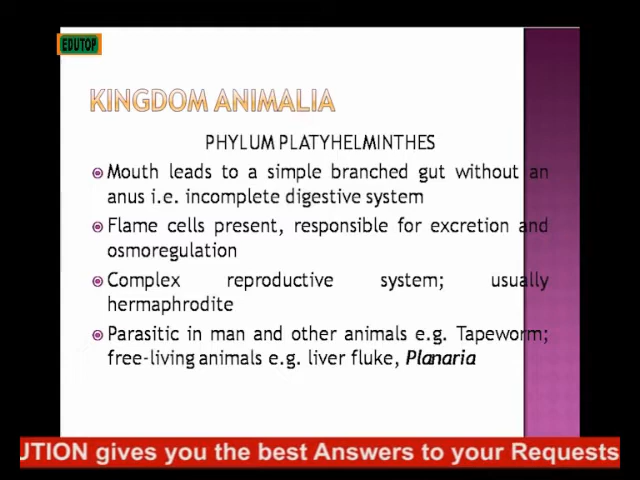 EDUTOP
KINGDOM ANIMALIA
PHYLUM PLATYHELMINTHES
Mouth leads to a simple branched gut without an
anus i.e. incomplete digestive system
Flame cells present, responsible for excretion and
osmoregulation
Complex reproductive system; usually
hermaphrodite
Parasitic in man and other animals e.g. Tapeworm;
free-living animals e.g. liver fluke, Planaria
UTION gives you the best Answers to your Requests